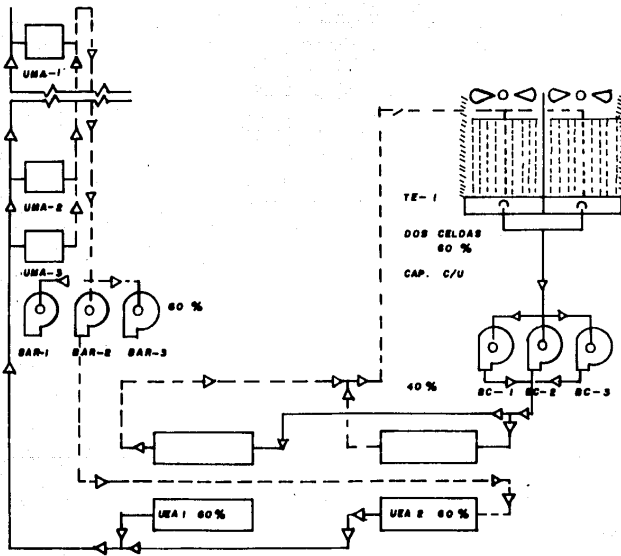 UMA-1
UMA-2
UMA-3
60 %
BAR-1
BAR-2
BAR-3
TE-1
DOS CELDAS
60 %
CAP. C/U
BC-1
BC-2
BC-3
40 %
UEA 1 60%
UEA 2 60%